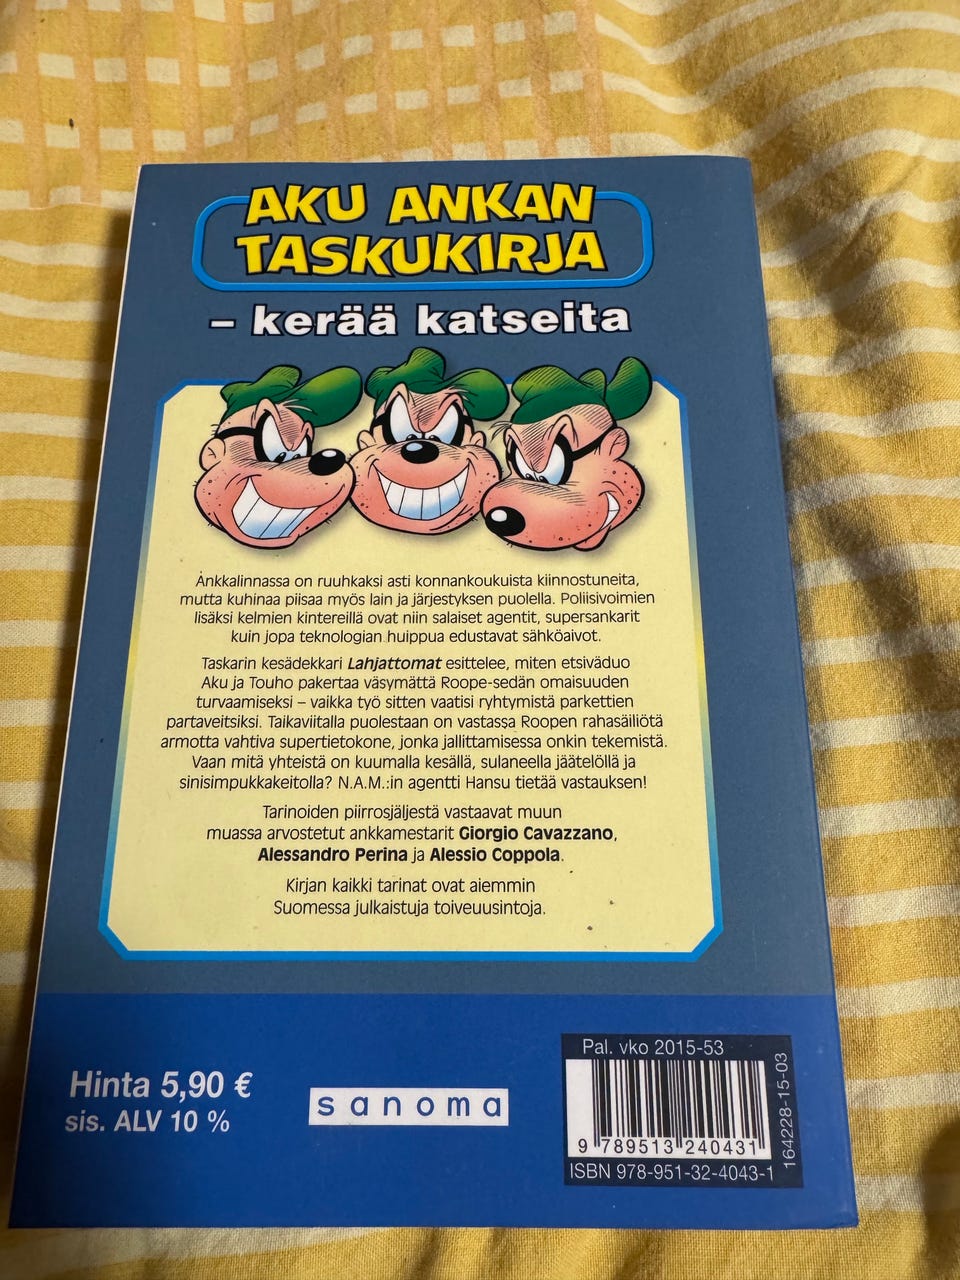 AKU ANKAN
TASKUKIRJA
– kerää katseita
Ankkalinnassa on ruuhkaksi asti konnankoukuista kiinnostuneita,
mutta kuhinaa piisaa myös lain ja järjestyksen puolella. Poliisivoimien
lisäksi kelmien kintereillä ovat niin salaiset agentit, supersankarit
kuin jopa teknologian huippua edustavat sähköaivot.
Taskarin kesädekkari Lahjattomat esittelee, miten etsiväduo
Aku ja Touho pakertaa väsymättä Roope-sedän omaisuuden
turvaamiseksi – vaikka työ sitten vaatisi ryhtymistä parkettien
partaveitsiksi. Taikaviitalla puolestaan on vastassa Roopen rahasäiliötä
armotta vahtiva supertietokone, jonka jallittamisessa onkin tekemistä.
Vaan mitä yhteistä on kuumalla kesällä, sulaneella jäätelöllä ja
sinisimpukkakeitolla? N.A.M.:in agentti Hansu tietää vastauksen!
Tarinoiden piirrosjäljestä vastaavat muun
muassa arvostetut ankkamestarit Giorgio Cavazzano,
Alessandro Perina ja Alessio Coppola.
Kirjan kaikki tarinat ovat aiemmin
Suomessa julkaistuja toiveuusintoja.
Hinta 5,90 €
sis. ALV 10 %
sanoma
Pal. vko 2015-53
9 789513 240431
ISBN 978-951-32-4043-1
164228-15-03